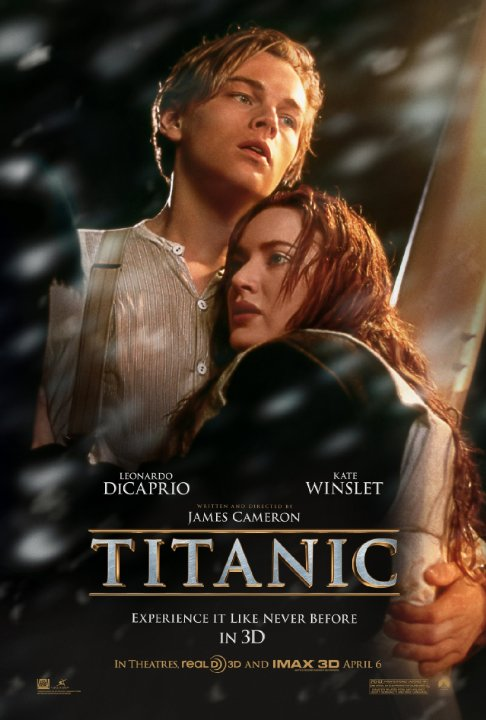 LEONARDO
DICAPRIO
KATE
WINSLET
WRITTEN AND DIRECTED BY
JAMES CAMERON
TITANIC
EXPERIENCE IT LIKE NEVER BEFORE
IN 3D
IN THEATRES, REAL D 3D AND IMAX 3D APRIL 6